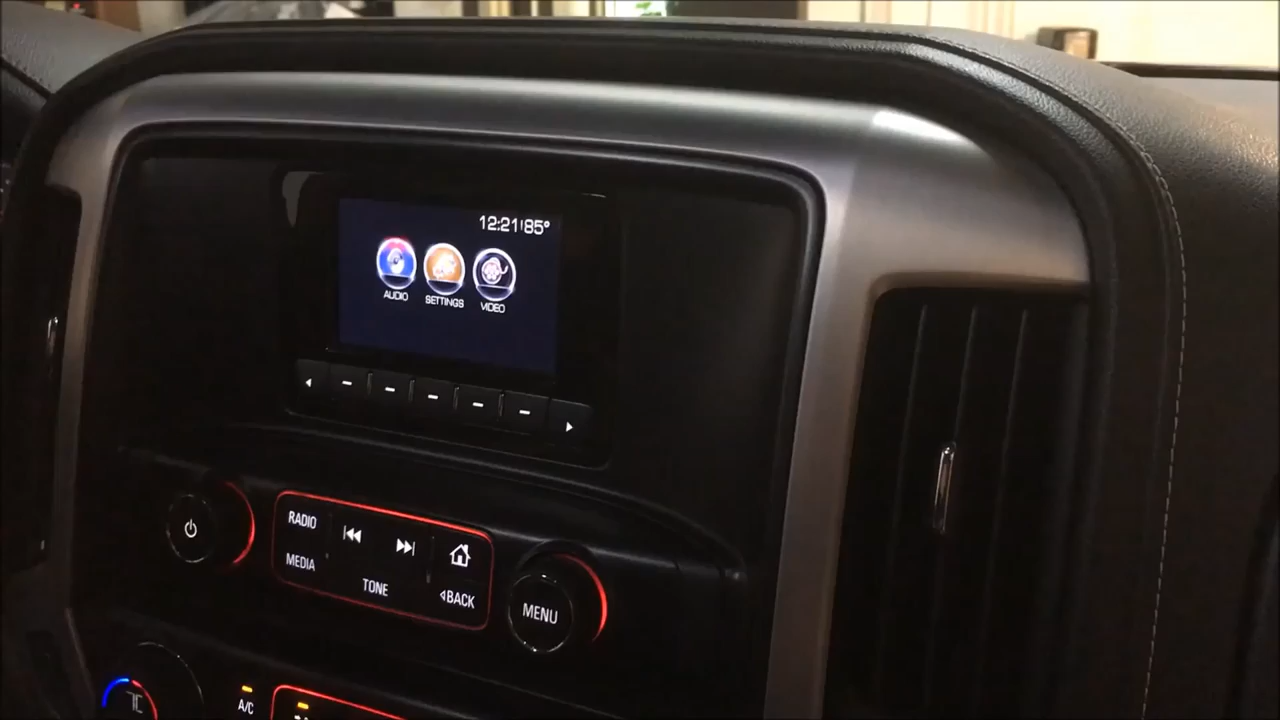 12:21 85°
AUDIO
SETTINGS
VIDEO
RADIO
MEDIA
TONE
BACK
MENU
A/C